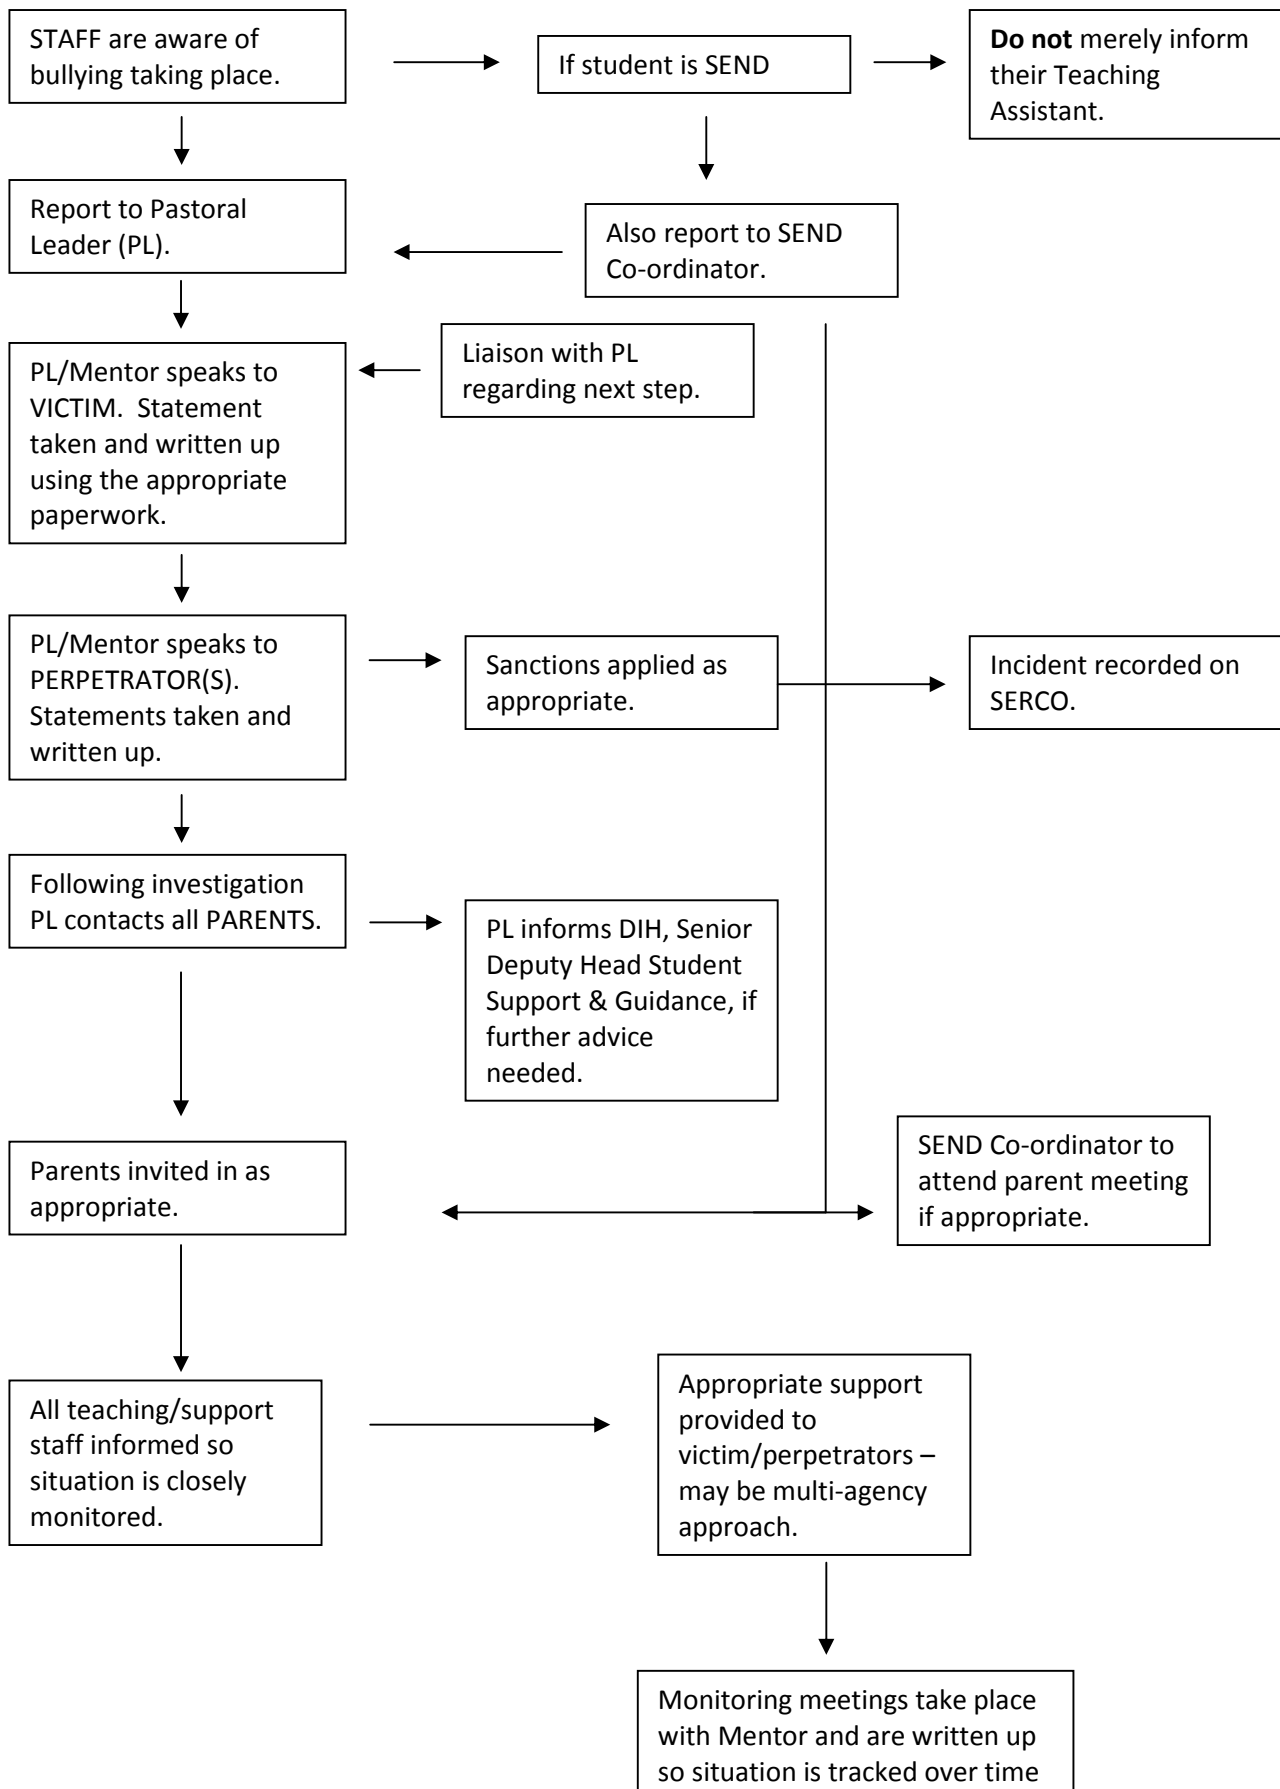 STAFF are aware of
bullying taking place.
If student is SEND
Do not merely inform
their Teaching
Assistant.
Report to Pastoral
Leader (PL).
Also report to SEND
Co-ordinator.
PL/Mentor speaks to
VICTIM.  Statement
taken and written up
using the appropriate
paperwork.
Liaison with PL
regarding next step.
PL/Mentor speaks to
PERPETRATOR(S).
Statements taken and
written up.
Sanctions applied as
appropriate.
Incident recorded on
SERCO.
Following investigation
PL contacts all PARENTS.
PL informs DIH, Senior
Deputy Head Student
Support & Guidance, if
further advice
needed.
Parents invited in as
appropriate.
SEND Co-ordinator to
attend parent meeting
if appropriate.
All teaching/support
staff informed so
situation is closely
monitored.
Appropriate support
provided to
victim/perpetrators –
may be multi-agency
approach.
Monitoring meetings take place
with Mentor and are written up
so situation is tracked over time